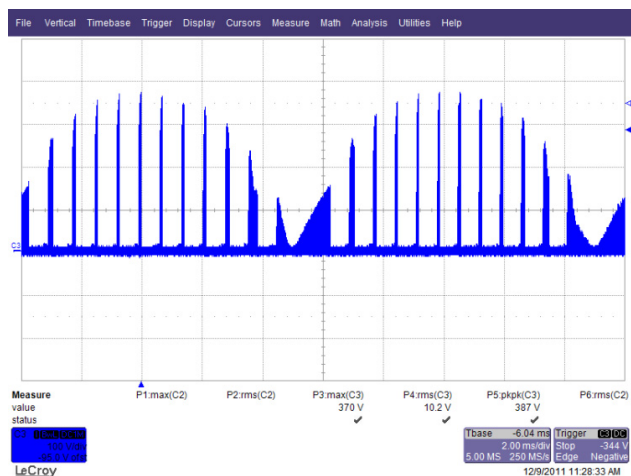 File Vertical Timebase Trigger Display Cursors Measure Math Analysis Utilities Help
C3
Measure P1:max(C2) P2:rms(C2) P3:max(C3) P4:rms(C3) P5:pkpk(C3) P6:rms(C2)
value 370 V 10.2 V 387 V
status
C3
100 V/div
Tbase -6.04 ms
2.00 ms/div
5.00 MS 250 MS/s
Trigger C3 DC
Stop -344 V
Edge Negative
LeCroy
12/9/2011 11:28:33 AM